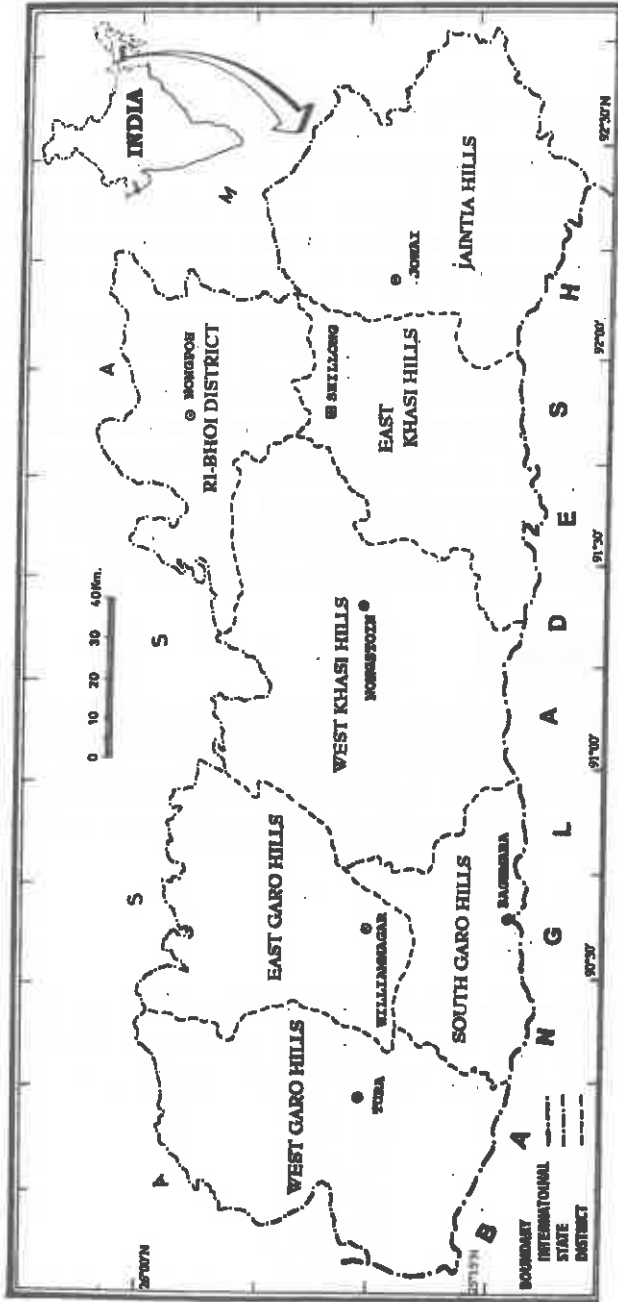 26°00'N
A
S
S
A
M
INDIA
0 10 20 30 40Km.
WEST GARO HILLS
TURA
EAST GARO HILLS
WILLIAMNAGAR
SOUTH GARO HILLS
BAGHMARA
WEST KHASI HILLS
NONGSTOIN
RI-BHOI DISTRICT
NONGPOH
SHILLONG
EAST
KHASI HILLS
JOWAI
JAINTIA HILLS
25°15'N
B A N G L A D E S H
BOUNDARY
INTERNATOINAL
STATE
DISTRICT
90°30'
91°00'
91°30'
92°00'
92°30'N